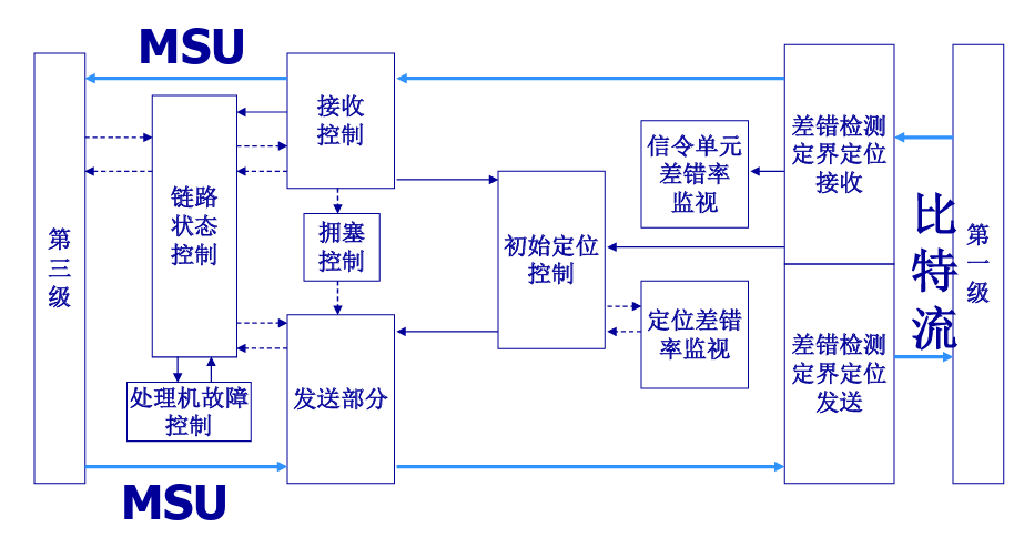 MSU
第
三
级
接收
控制
链路
状态
控制
拥塞
控制
处理机故障
控制
发送部分
初始定位
控制
信令单元
差错率
监视
定位差错
率监视
差错检测
定界定位
接收
差错检测
定界定位
发送
比
特
流
第
一
级
MSU